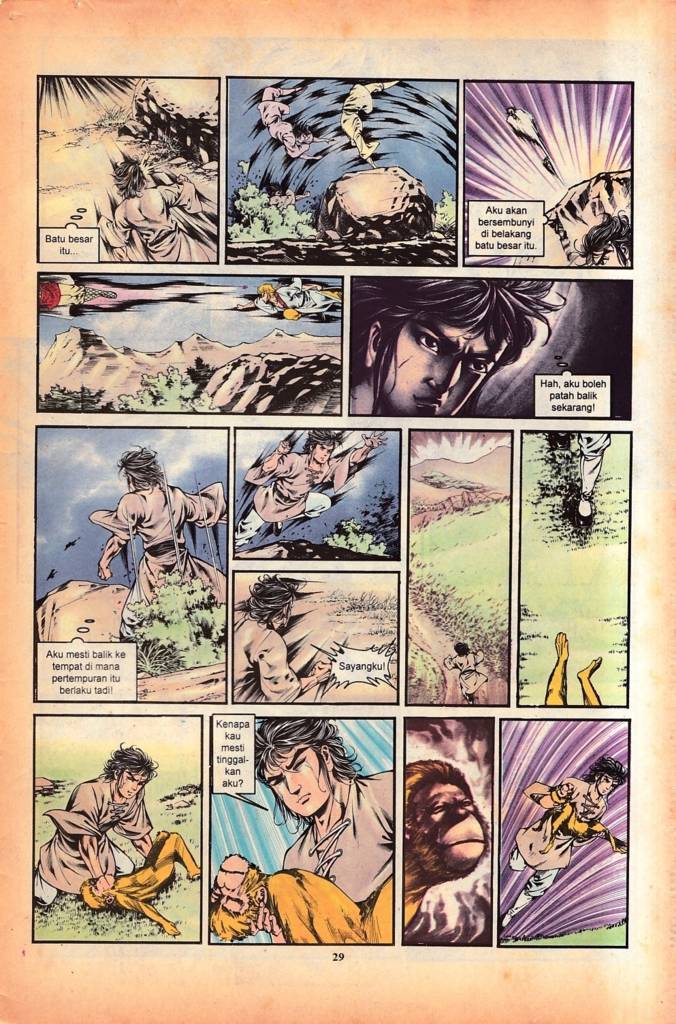 Batu besar
itu...
Aku akan
bersembunyi
di belakang
batu besar itu.
Hah, aku boleh
patah balik
sekarang!
Aku mesti balik ke
tempat di mana
pertempuran itu
berlaku tadi!
Sayangku!
Kenapa
kau
mesti
tinggal-
kan
aku?
29